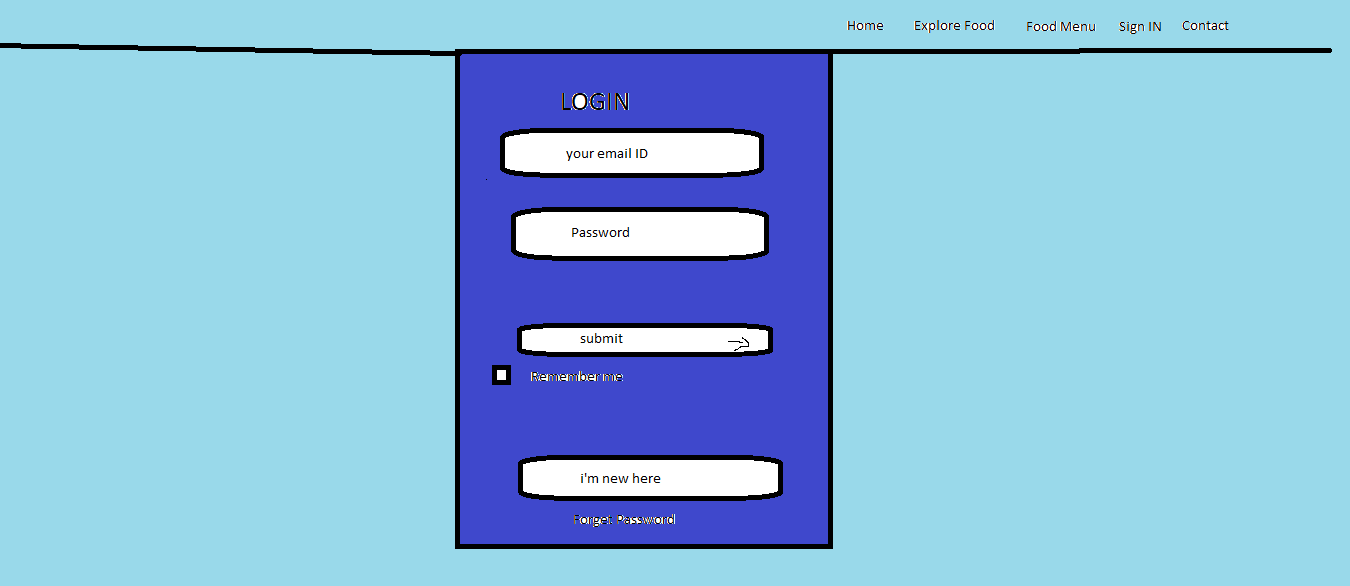 Home Explore Food Food Menu Sign IN Contact
LOGIN
your email ID
Password
submit
Remember me
i'm new here
Forget Password